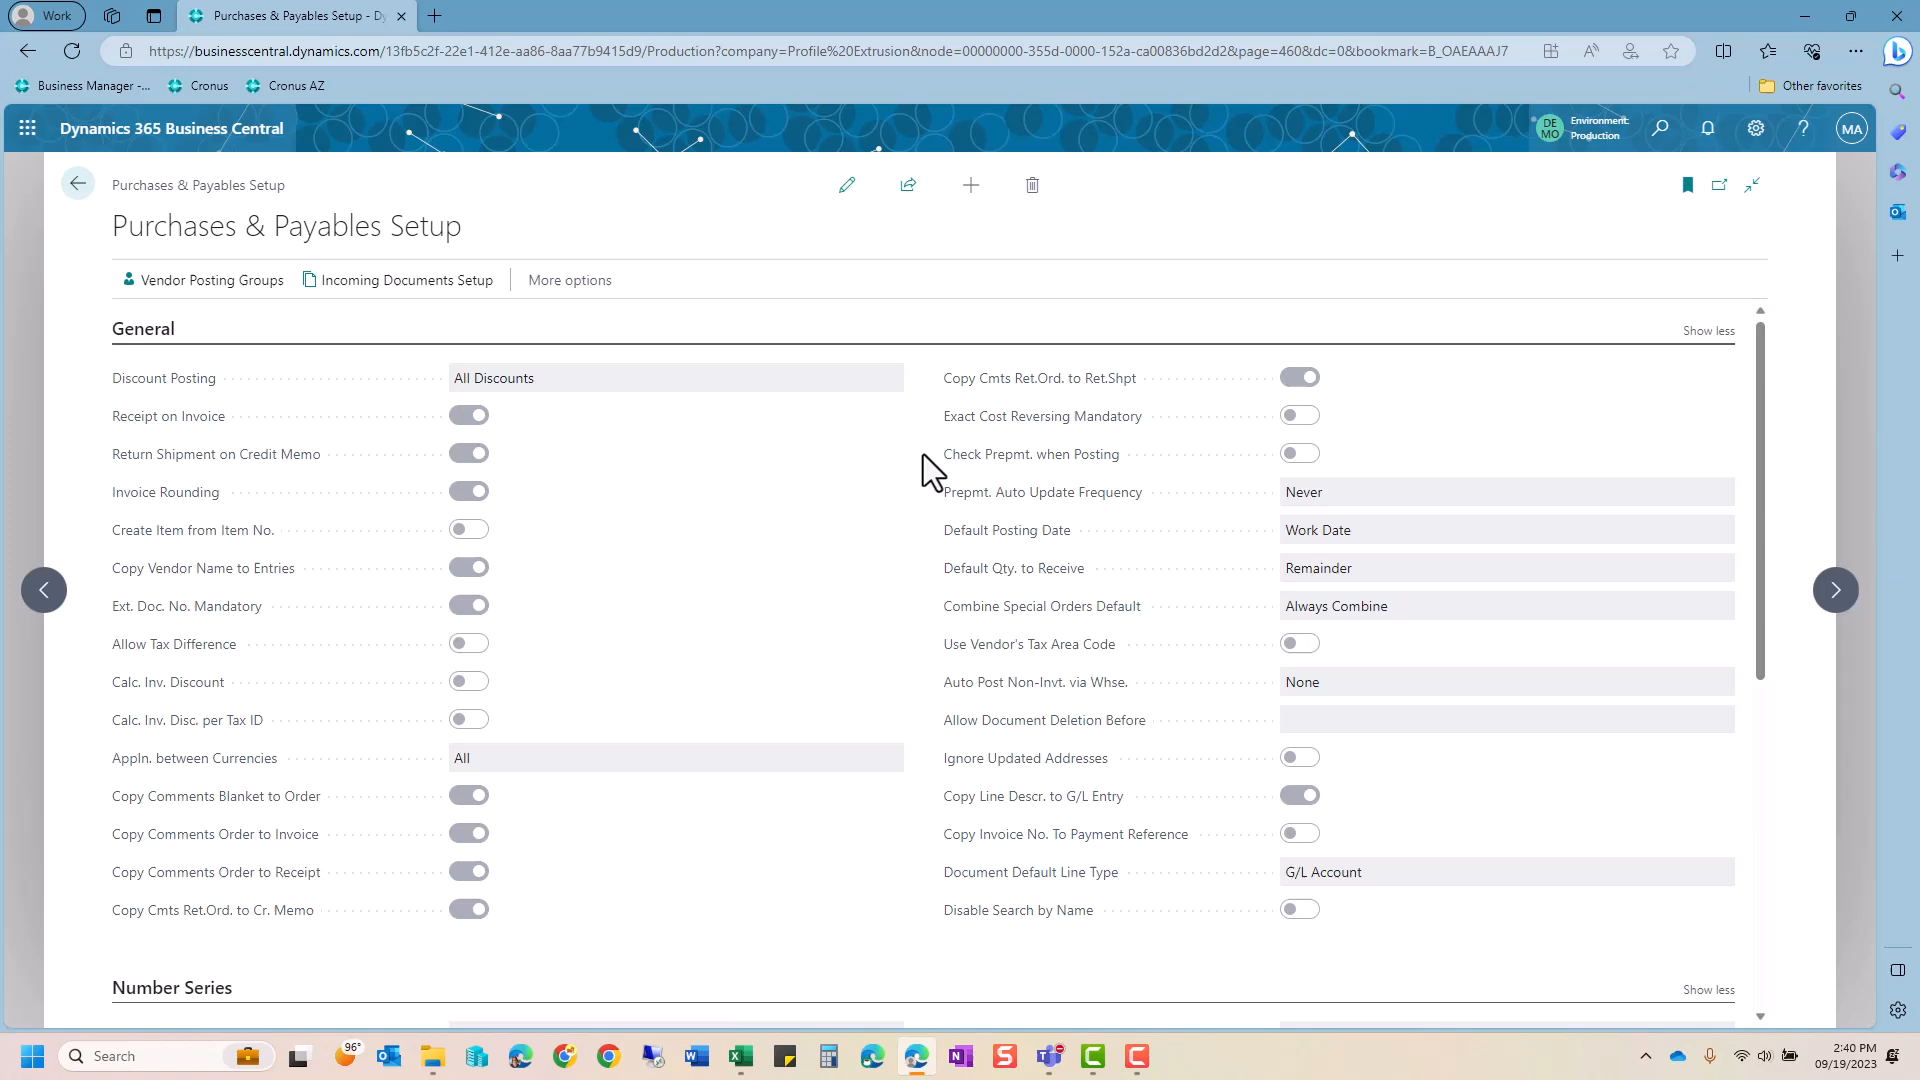 Work
Purchases & Payables Setup - Dy
https://businesscentral.dynamics.com/13fb5c2f-22e1-412e-aa86-8aa77b9415d9/Production?company=Profile%20Extrusion&node=00000000-355d-0000-152a-ca00836bd2d2&page=460&dc=0&bookmark=B_OAEAAAJ7
Business Manager -...
Cronus
Cronus AZ
Other favorites
Dynamics 365 Business Central
DE
MO
Environment:
Production
MA
Purchases & Payables Setup
Purchases & Payables Setup
Vendor Posting Groups
Incoming Documents Setup
More options
General
Show less
Discount Posting
All Discounts
Receipt on Invoice
Return Shipment on Credit Memo
Invoice Rounding
Create Item from Item No.
Copy Vendor Name to Entries
Ext. Doc. No. Mandatory
Allow Tax Difference
Calc. Inv. Discount
Calc. Inv. Disc. per Tax ID
Appln. between Currencies
All
Copy Comments Blanket to Order
Copy Comments Order to Invoice
Copy Comments Order to Receipt
Copy Cmts Ret.Ord. to Cr. Memo
Copy Cmts Ret.Ord. to Ret.Shpt
Exact Cost Reversing Mandatory
Check Prepmt. when Posting
Prepmt. Auto Update Frequency
Never
Default Posting Date
Work Date
Default Qty. to Receive
Remainder
Combine Special Orders Default
Always Combine
Use Vendor's Tax Area Code
Auto Post Non-Invt. via Whse.
None
Allow Document Deletion Before
Ignore Updated Addresses
Copy Line Descr. to G/L Entry
Copy Invoice No. To Payment Reference
Document Default Line Type
G/L Account
Disable Search by Name
Number Series
Show less
Search
96°
2:40 PM
09/19/2023